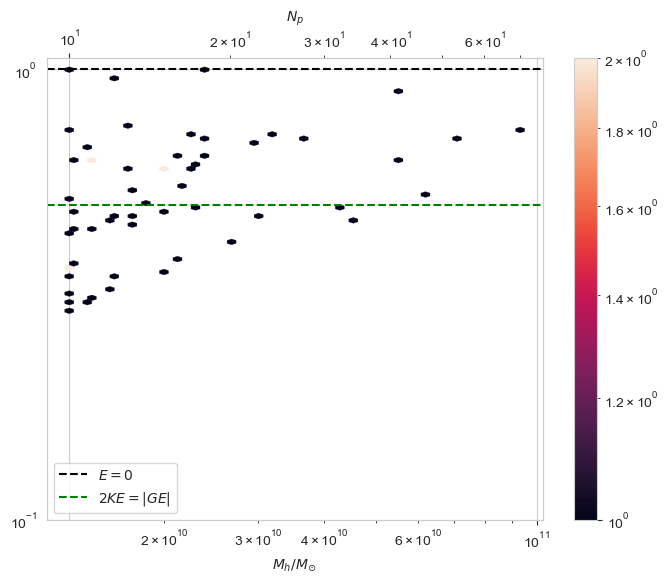 N_p
10^1
2 × 10^1
3 × 10^1
4 × 10^1
6 × 10^1
10^0
10^{-1}
E = 0
2KE = |GE|
2 × 10^{10}
3 × 10^{10}
4 × 10^{10}
6 × 10^{10}
10^{11}
M_h/M_⊙
2 × 10^0
1.8 × 10^0
1.6 × 10^0
1.4 × 10^0
1.2 × 10^0
10^0